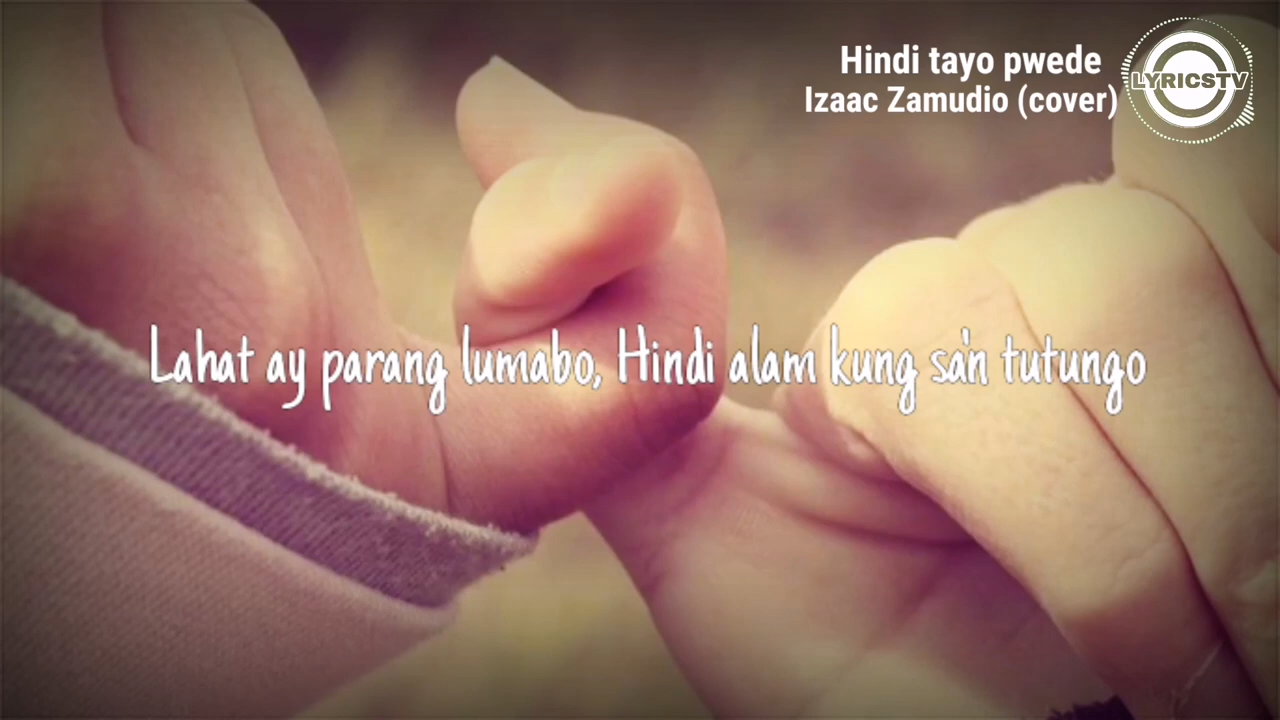 Hindi tayo pwede
Izaac Zamudio (cover)
LYRICSTV
Lahat ay parang lumabo, Hindi alam kung sa'n tutungo